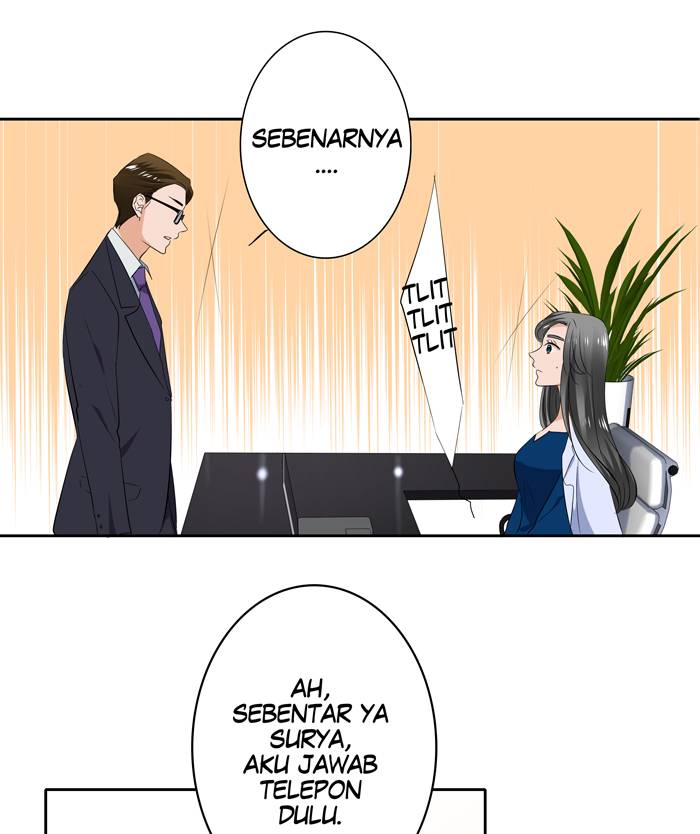 SEBENARNYA
....
TLIT
TLIT
TLIT
AH,
SEBENTAR YA
SURYA,
AKU JAWAB
TELEPON
DULU.